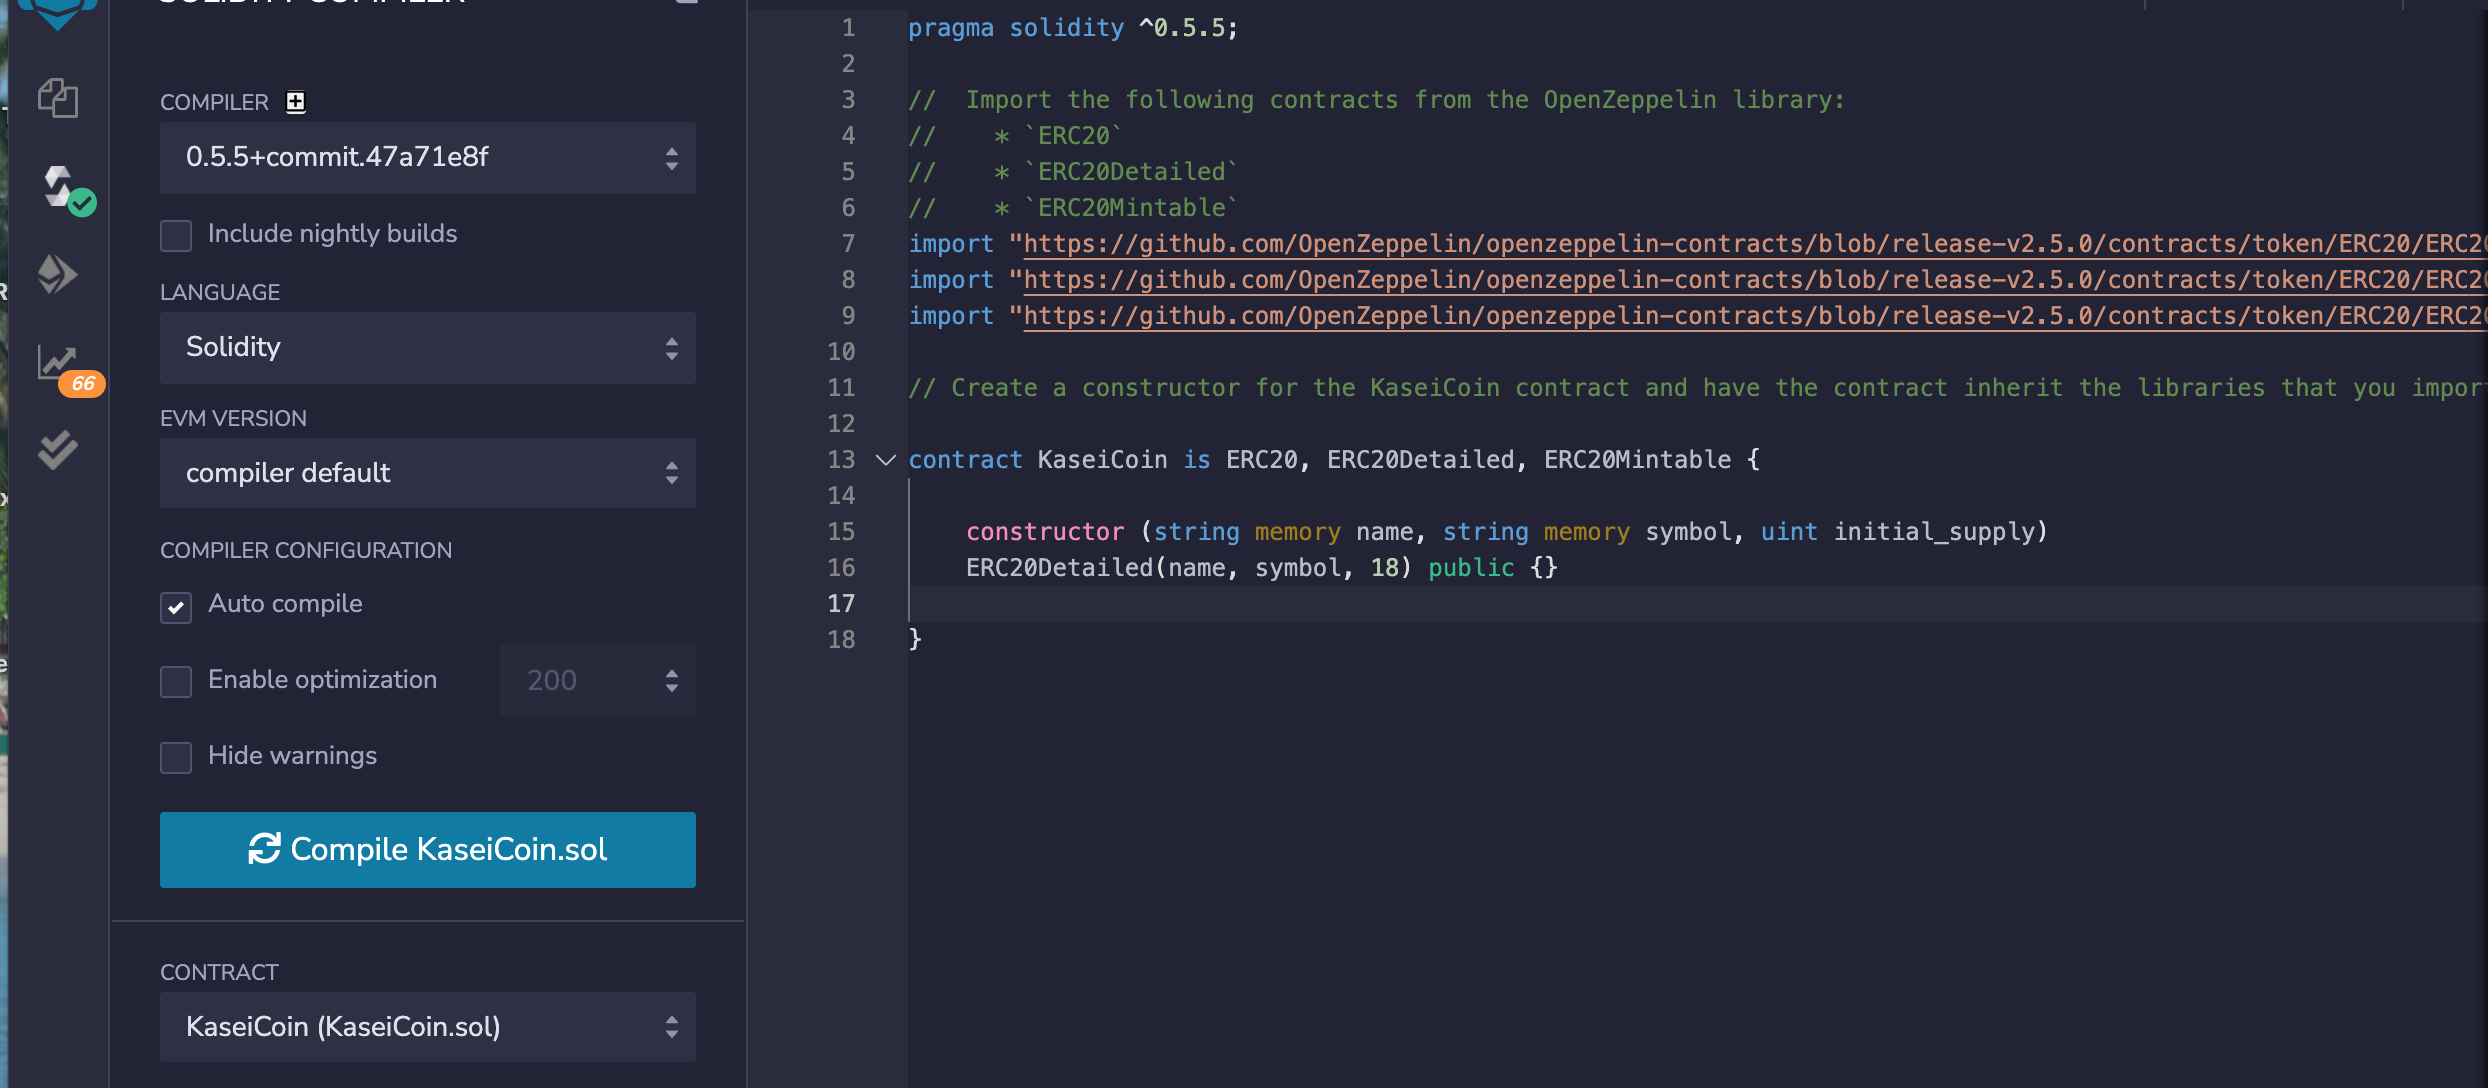 SOLIDITY COMPILER
COMPILER
0.5.5+commit.47a71e8f
Include nightly builds
LANGUAGE
Solidity
66
EVM VERSION
compiler default
COMPILER CONFIGURATION
Auto compile
Enable optimization
200
Hide warnings
Compile KaseiCoin.sol
CONTRACT
KaseiCoin (KaseiCoin.sol)
1 pragma solidity ^0.5.5;
2
3 //  Import the following contracts from the OpenZeppelin library:
4 //    * `ERC20`
5 //    * `ERC20Detailed`
6 //    * `ERC20Mintable`
7 import "https://github.com/OpenZeppelin/openzeppelin-contracts/blob/release-v2.5.0/contracts/token/ERC20/ERC20
8 import "https://github.com/OpenZeppelin/openzeppelin-contracts/blob/release-v2.5.0/contracts/token/ERC20/ERC20
9 import "https://github.com/OpenZeppelin/openzeppelin-contracts/blob/release-v2.5.0/contracts/token/ERC20/ERC20
10
11 // Create a constructor for the KaseiCoin contract and have the contract inherit the libraries that you impor
12
13 contract KaseiCoin is ERC20, ERC20Detailed, ERC20Mintable {
14
15     constructor (string memory name, string memory symbol, uint initial_supply)
16     ERC20Detailed(name, symbol, 18) public {}
17
18 }